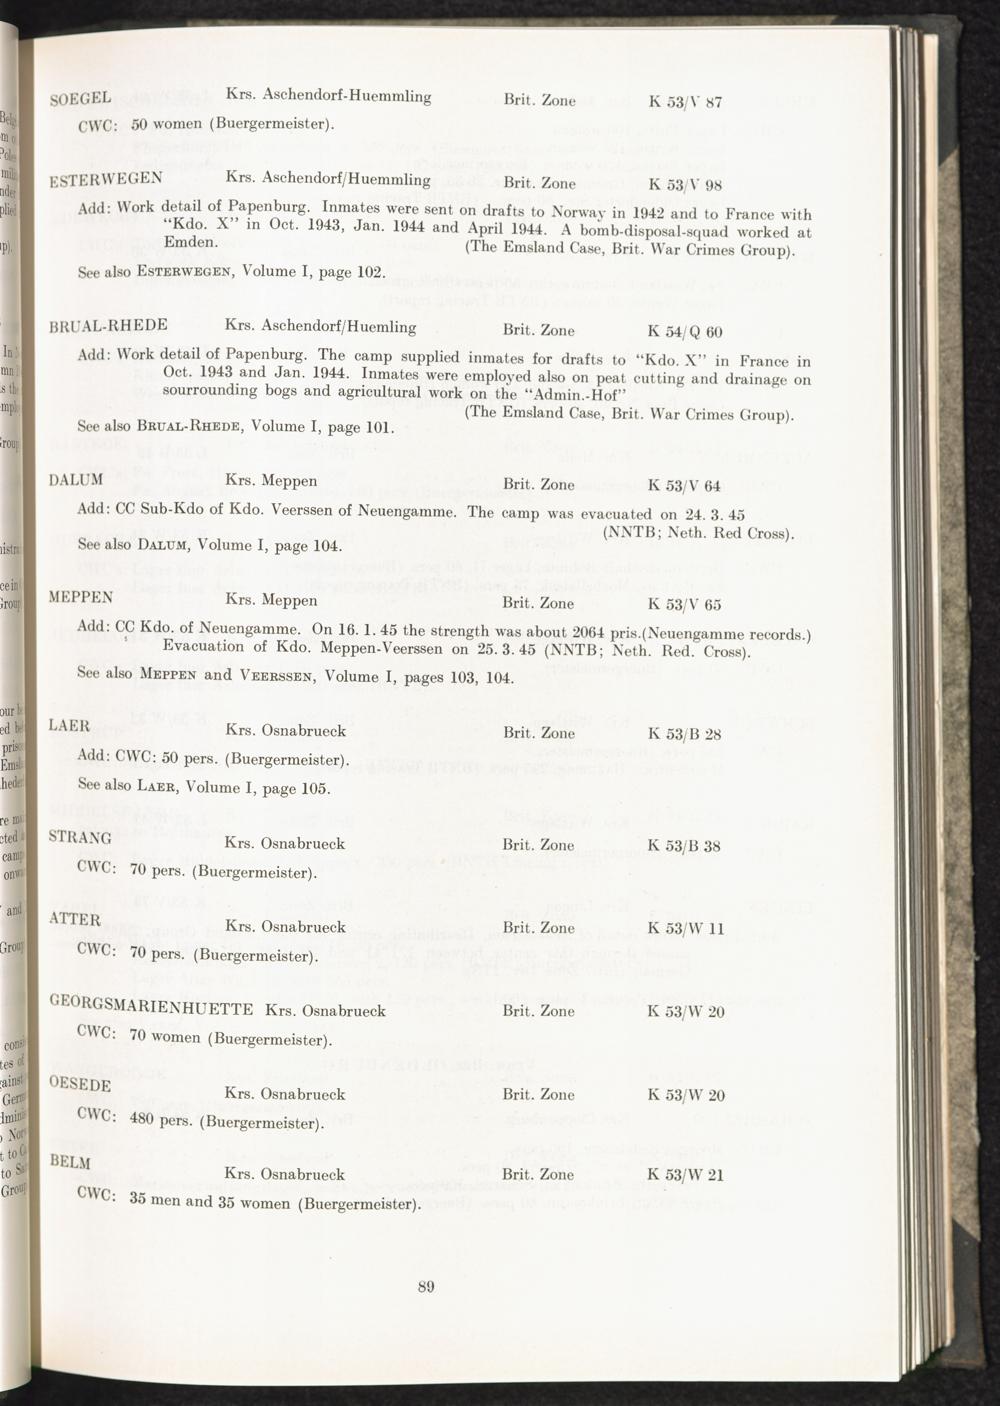 SOEGEL Krs. Aschendorf-Huemmling Brit. Zone K 53/V 87
CWC: 50 women (Buergermeister).
ESTERWEGEN Krs. Aschendorf/Huemmling Brit. Zone K 53/V 98
Add: Work detail of Papenburg. Inmates were sent on drafts to Norway in 1942 and to France with
“Kdo. X” in Oct. 1943, Jan. 1944 and April 1944. A bomb-disposal-squad worked at
Emden. (The Emsland Case, Brit. War Crimes Group).
See also ESTERWEGEN, Volume I, page 102.
BRUAL-RHEDE Krs. Aschendorf/Huemling Brit. Zone K 54/Q 60
Add: Work detail of Papenburg. The camp supplied inmates for drafts to “Kdo. X” in France in
Oct. 1943 and Jan. 1944. Inmates were employed also on peat cutting and drainage on
sourrounding bogs and agricultural work on the “Admin.-Hof”
(The Emsland Case, Brit. War Crimes Group).
See also BRUAL-RHEDE, Volume I, page 101.
DALUM Krs. Meppen Brit. Zone K 53/V 64
Add: CC Sub-Kdo of Kdo. Veerssen of Neuengamme. The camp was evacuated on 24. 3. 45
(NNTB; Neth. Red Cross).
See also DALUM, Volume I, page 104.
MEPPEN Krs. Meppen Brit. Zone K 53/V 65
Add: CC Kdo. of Neuengamme. On 16. 1. 45 the strength was about 2064 pris.(Neuengamme records.)
Evacuation of Kdo. Meppen-Veerssen on 25. 3. 45 (NNTB; Neth. Red. Cross).
See also MEPPEN and VEERSSEN, Volume I, pages 103, 104.
LAER Krs. Osnabrueck Brit. Zone K 53/B 28
Add: CWC: 50 pers. (Buergermeister).
See also LAER, Volume I, page 105.
STRANG Krs. Osnabrueck Brit. Zone K 53/B 38
CWC: 70 pers. (Buergermeister).
ATTER Krs. Osnabrueck Brit. Zone K 53/W 11
CWC: 70 pers. (Buergermeister).
GEORGSMARIENHUETTE Krs. Osnabrueck Brit. Zone K 53/W 20
CWC: 70 women (Buergermeister).
OESEDE Krs. Osnabrueck Brit. Zone K 53/W 20
CWC: 480 pers. (Buergermeister).
BELM Krs. Osnabrueck Brit. Zone K 53/W 21
CWC: 35 men and 35 women (Buergermeister).
89